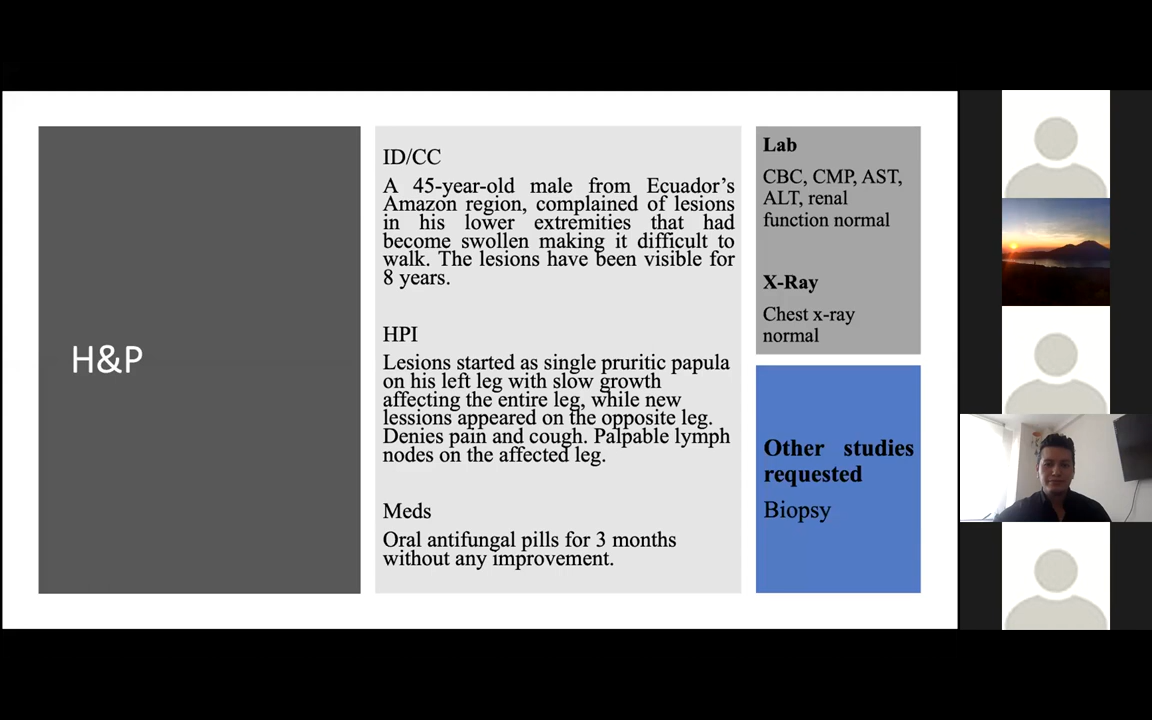 H&P
ID/CC
A 45-year-old male from Ecuador’s
Amazon region, complained of lesions
in his lower extremities that had
become swollen making it difficult to
walk. The lesions have been visible for
8 years.
HPI
Lesions started as single pruritic papula
on his left leg with slow growth
affecting the entire leg, while new
lessions appeared on the opposite leg.
Denies pain and cough. Palpable lymph
nodes on the affected leg.
Meds
Oral antifungal pills for 3 months
without any improvement.
Lab
CBC, CMP, AST,
ALT, renal
function normal
X-Ray
Chest x-ray
normal
Other studies
requested
Biopsy